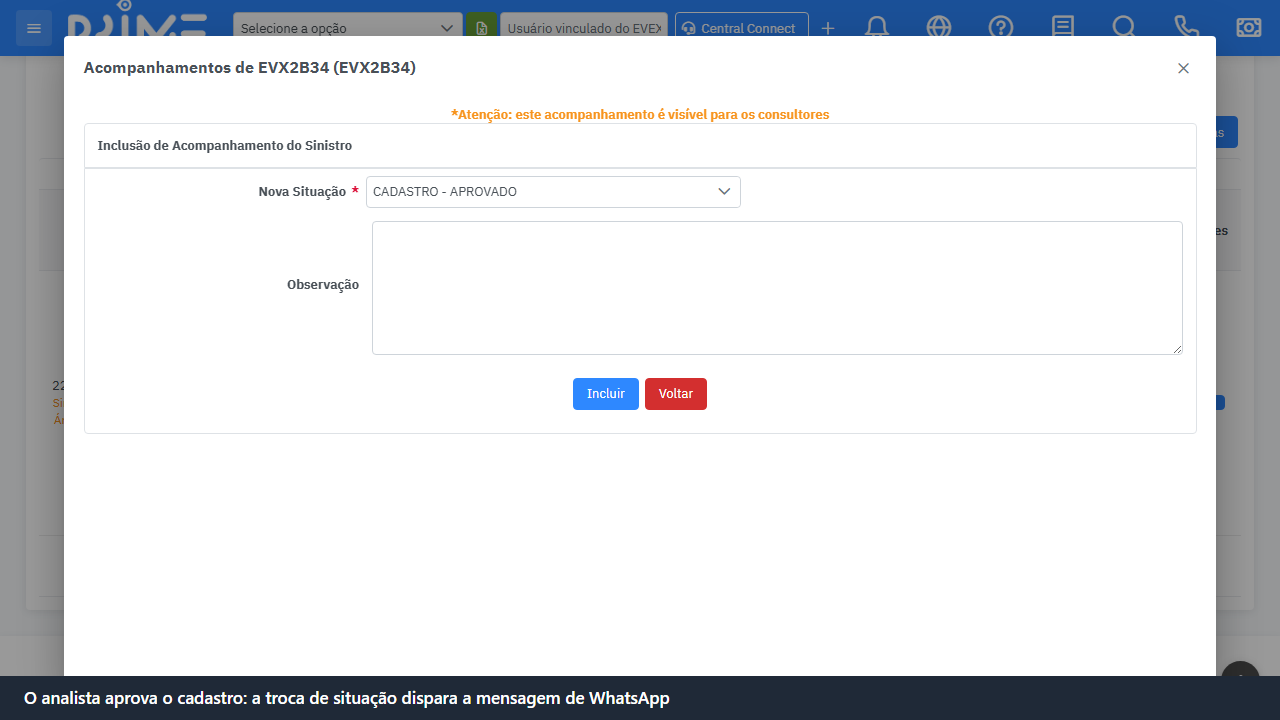 Selecione a opção
Usuário vinculado do EVEX
Central Connect
Acompanhamentos de EVX2B34 (EVX2B34)
*Atenção: este acompanhamento é visível para os consultores
Inclusão de Acompanhamento do Sinistro
Nova Situação *
CADASTRO - APROVADO
Observação
Incluir
Voltar
O analista aprova o cadastro: a troca de situação dispara a mensagem de WhatsApp